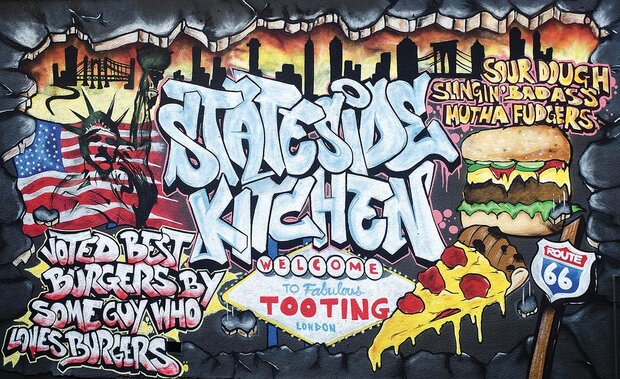 STATESIDE
KITCHEN
SOUR DOUGH
SLINGIN' BADASS
MUTHA FUDGERS
VOTED BEST
BURGERS BY
SOME GUY WHO
LOVES BURGERS
WELCOME
TO Fabulous
TOOTING
LONDON
ROUTE
66